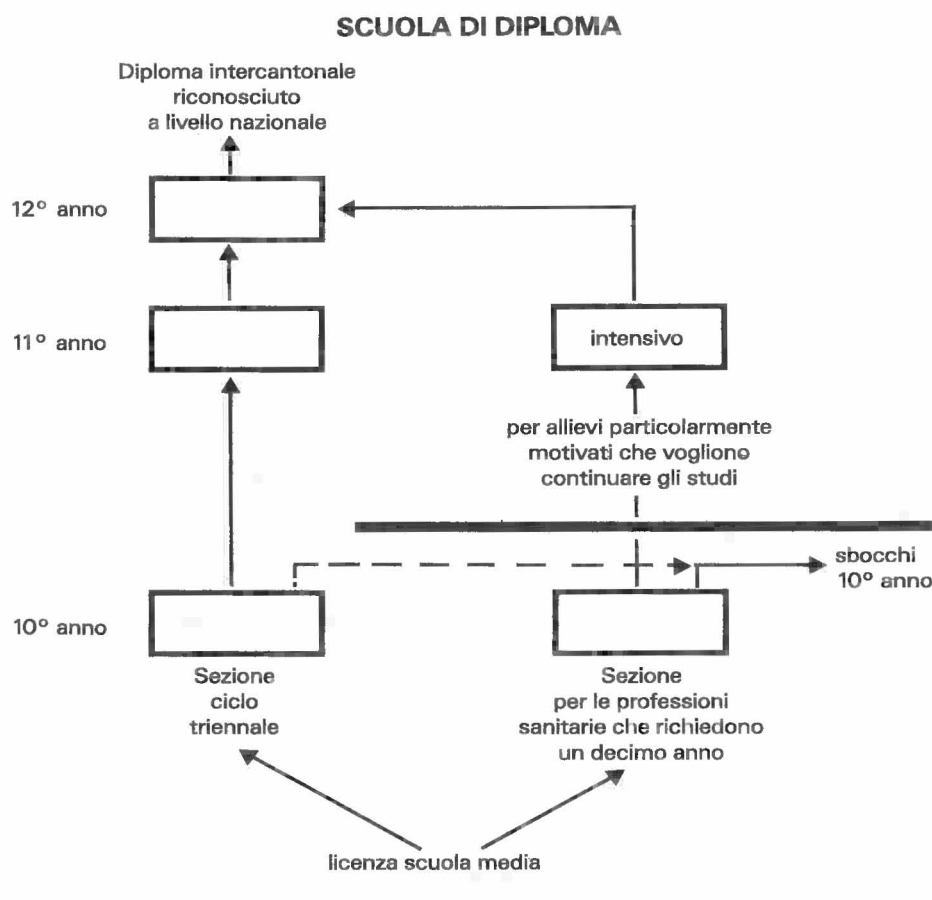 SCUOLA DI DIPLOMA
Diploma intercantonale
riconosciuto
a livello nazionale
12° anno
11° anno
intensivo
per allievi particolarmente
motivati che vogliono
continuare gli studi
sbocchi
10° anno
10° anno
Sezione
ciclo
triennale
Sezione
per le professioni
sanitarie che richiedono
un decimo anno
licenza scuola media